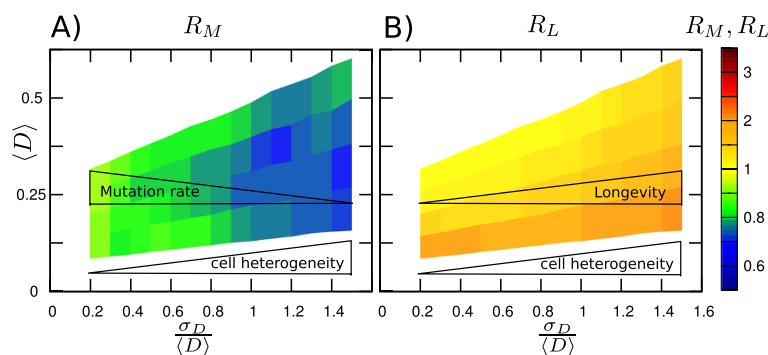 A) R_M B) R_L R_M, R_L
⟨D⟩
0.5
0.25
0
Mutation rate
cell heterogeneity
0 0.2 0.4 0.6 0.8 1 1.2 1.4
σ_D/⟨D⟩
Longevity
cell heterogeneity
0 0.2 0.4 0.6 0.8 1 1.2 1.4 1.6
σ_D/⟨D⟩
3
2
1
0.8
0.6